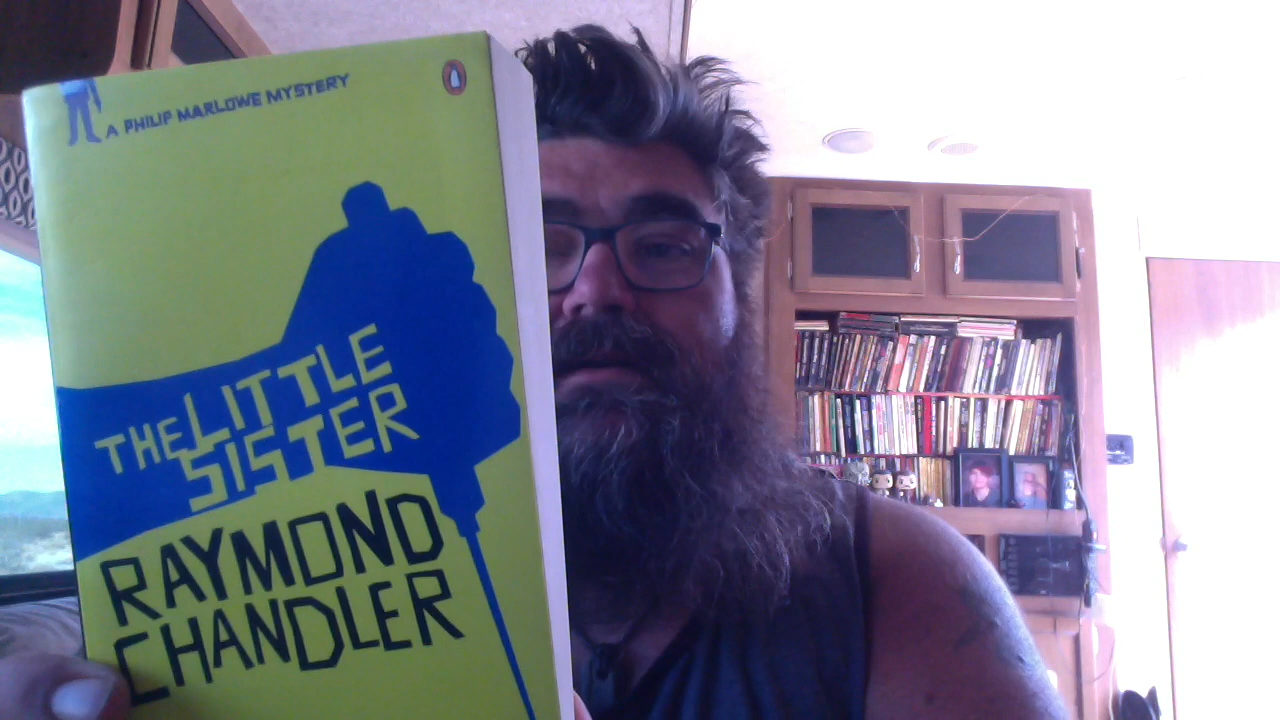 A PHILIP MARLOWE MYSTERY
THE LITTLE
SISTER
RAYMOND
CHANDLER